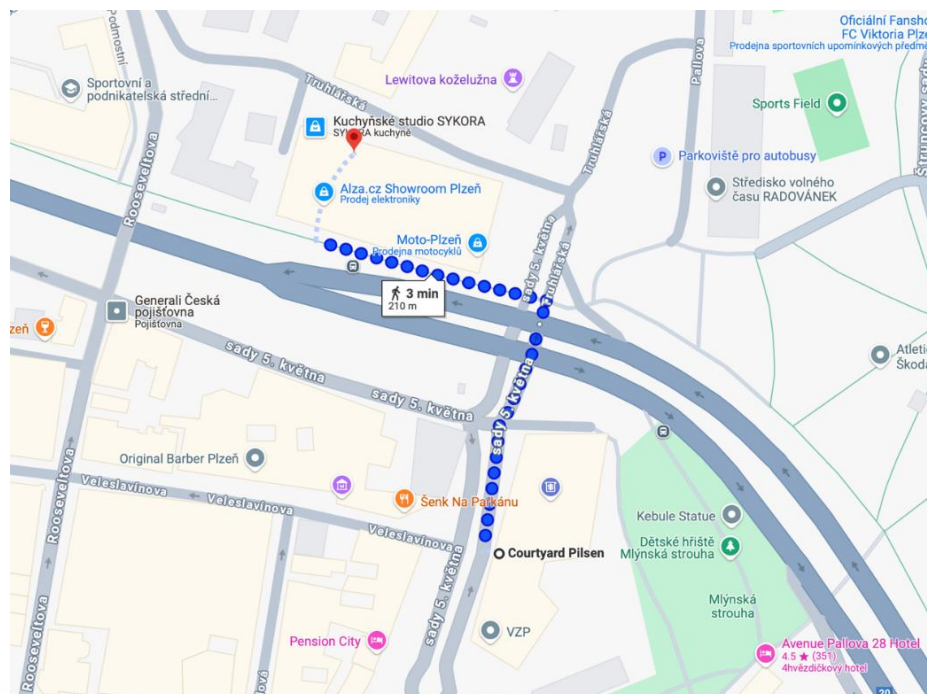 Oficiální Fansho
FC Viktoria Plze
Prodejna sportovních upomínkových předmě
Podmostní
Truhlářská
Lewitova koželužna
Pallova
Sportovní a
podnikatelská střední...
Sports Field
Štruncovy sady
Kuchyňské studio SYKORA
SYKORA kuchyně
Truhlářská
Parkoviště pro autobusy
Rooseveltova
Alza.cz Showroom Plzeň
Prodej elektroniky
Středisko volného
času RADOVÁNEK
Moto-Plzeň
Prodejna motocyklů
sady 5. května
Truhlářská
3 min
210 m
Generali Česká
pojišťovna
Pojišťovna
zeň
sady 5. května
Atletic
Škoda
sady 5. května
sady 5. května
Original Barber Plzeň
Veleslavínova
Veleslavínova
Šenk Na Parkánu
Rooseveltova
Veleslavínova
Kebule Statue
Dětské hřiště
Mlýnská strouha
Courtyard Pilsen
sady 5. května
Mlýnská
strouha
VZP
Pension City
Avenue Pallova 28 Hotel
4.5 ★ (351)
4hvězdičkový hotel
20